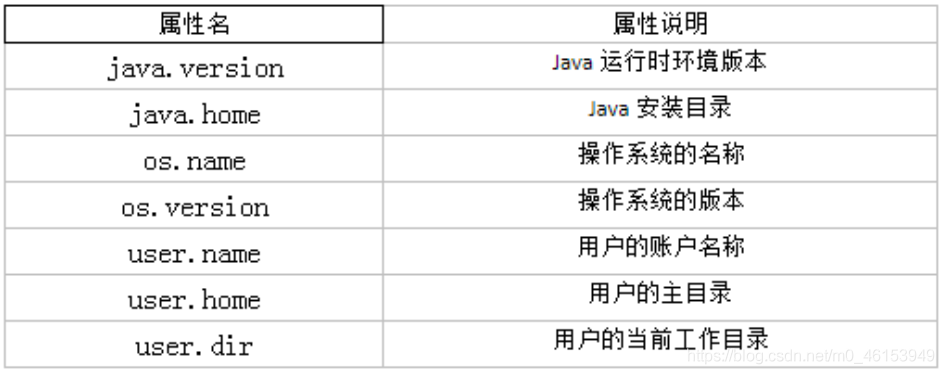 属性名 属性说明
java.version Java 运行时环境版本
java.home Java 安装目录
os.name 操作系统的名称
os.version 操作系统的版本
user.name 用户的账户名称
user.home 用户的主目录
user.dir 用户的当前工作目录
https://blog.csdn.net/m0_46153949